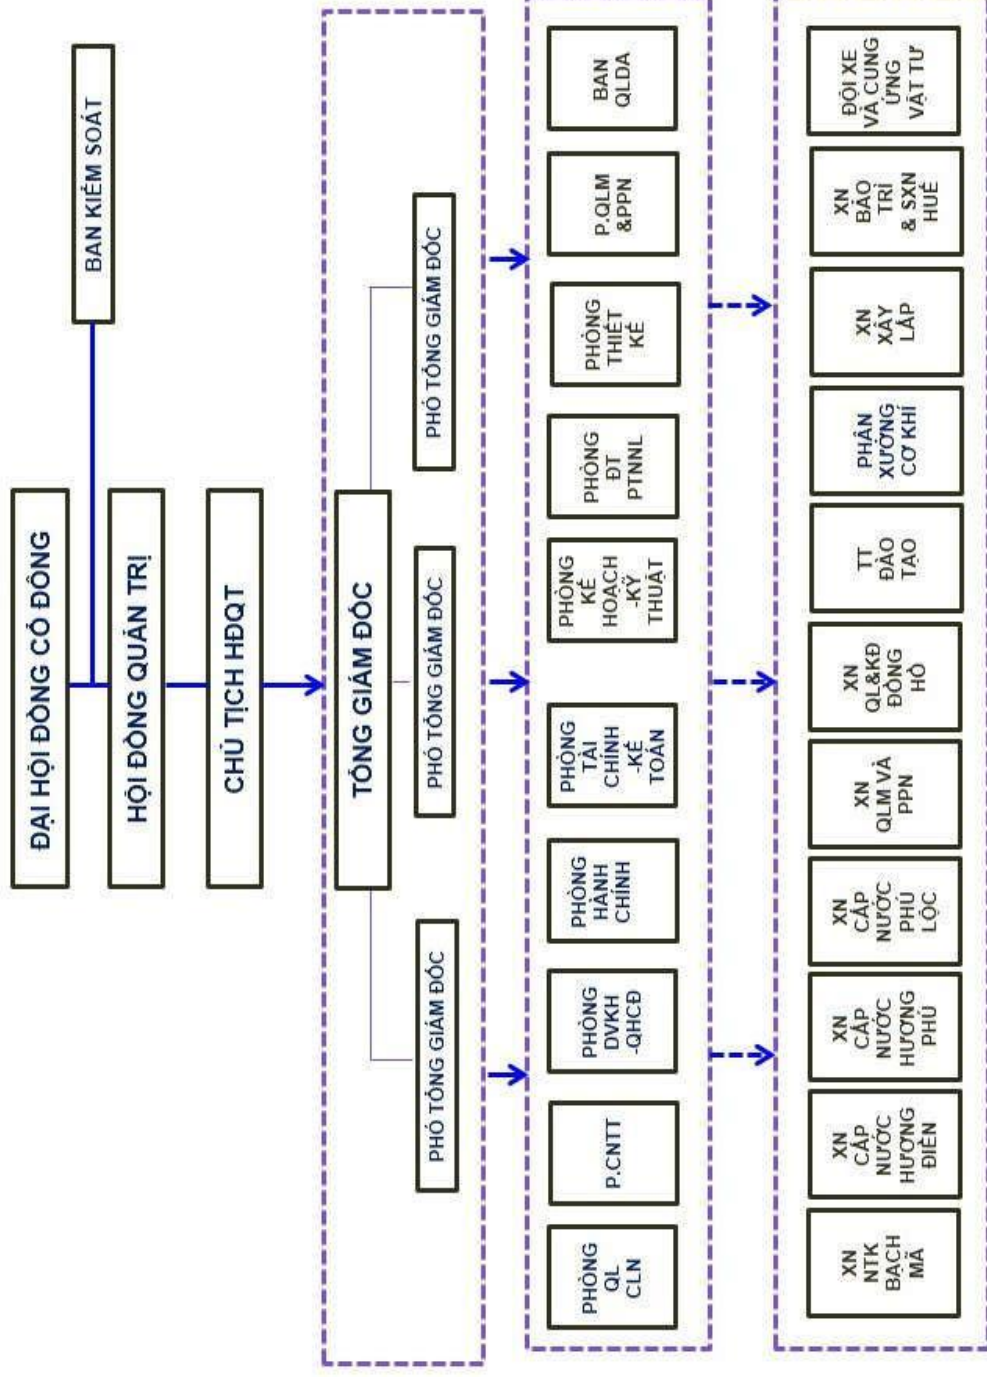 ĐẠI HỘI ĐỒNG CỔ ĐÔNG
BAN KIỂM SOÁT
HỘI ĐỒNG QUẢN TRỊ
CHỦ TỊCH HĐQT
TỔNG GIÁM ĐỐC
PHÓ TỔNG GIÁM ĐỐC
PHÓ TỔNG GIÁM ĐỐC
PHÓ TỔNG GIÁM ĐỐC
PHÒNG
QL
CLN
P.CNTT
PHÒNG
DVKH
-QHCĐ
PHÒNG
HÀNH
CHÍNH
PHÒNG
TÀI
CHÍNH
-KẾ
TOÁN
PHÒNG
KẾ
HOẠCH
-KỸ
THUẬT
PHÒNG
ĐT
PTNNL
PHÒNG
THIẾT
KẾ
P.QLM
&PPN
BAN
QLDA
XN
NTK
BẠCH
MÃ
XN
CẤP
NƯỚC
HƯƠNG
ĐIỀN
XN
CẤP
NƯỚC
HƯƠNG
PHÚ
XN
CẤP
NƯỚC
PHÚ
LỘC
XN
QLM VÀ
PPN
XN
QL&KĐ
ĐỒNG
HỒ
TT
ĐÀO
TẠO
PHÂN
XƯỞNG
CƠ KHÍ
XN
XÂY
LẮP
XN
BẢO
TRÌ
& SXN
HUẾ
ĐỘI XE
VÀ CUNG
ỨNG
VẬT TƯ